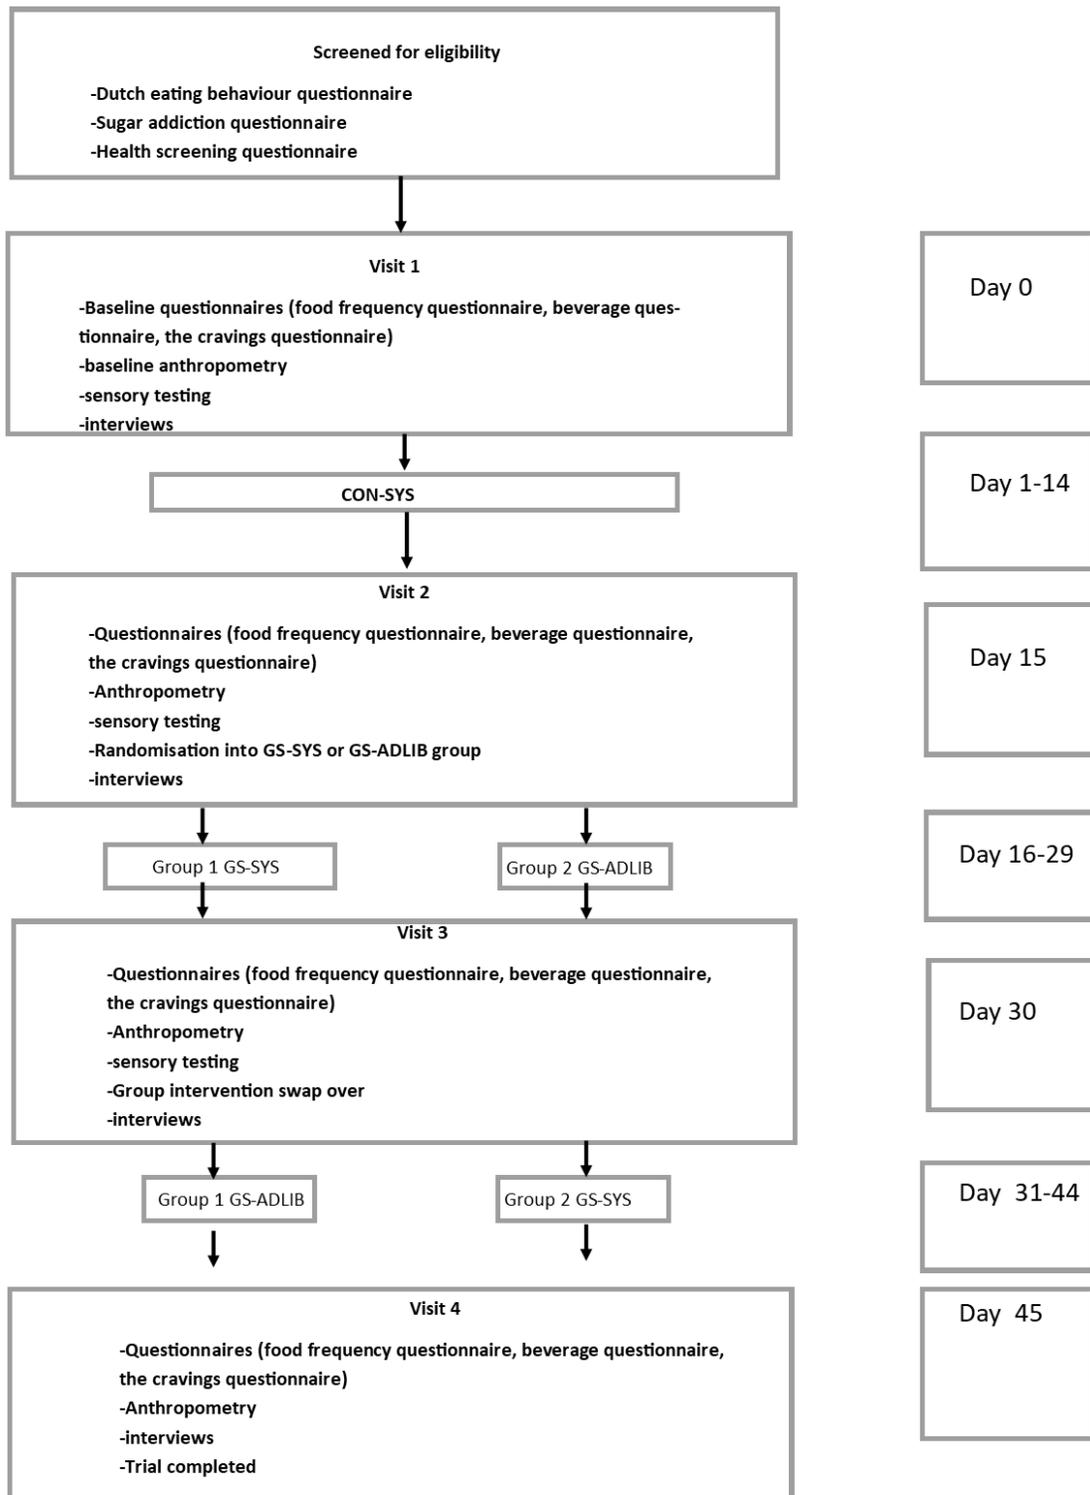 Screened for eligibility
-Dutch eating behaviour questionnaire
-Sugar addiction questionnaire
-Health screening questionnaire
Visit 1
-Baseline questionnaires (food frequency questionnaire, beverage ques-
tionnaire, the cravings questionnaire)
-baseline anthropometry
-sensory testing
-interviews
Day 0
CON-SYS
Day 1-14
Visit 2
-Questionnaires (food frequency questionnaire, beverage questionnaire,
the cravings questionnaire)
-Anthropometry
-sensory testing
-Randomisation into GS-SYS or GS-ADLIB group
-interviews
Day 15
Group 1 GS-SYS
Group 2 GS-ADLIB
Day 16-29
Visit 3
-Questionnaires (food frequency questionnaire, beverage questionnaire,
the cravings questionnaire)
-Anthropometry
-sensory testing
-Group intervention swap over
-interviews
Day 30
Group 1 GS-ADLIB
Group 2 GS-SYS
Day 31-44
Visit 4
-Questionnaires (food frequency questionnaire, beverage questionnaire,
the cravings questionnaire)
-Anthropometry
-interviews
-Trial completed
Day 45